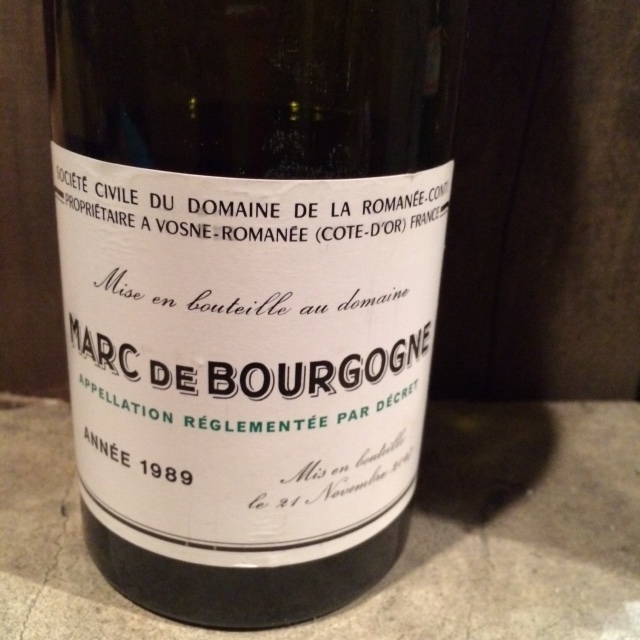 SOCIÉTÉ CIVILE DU DOMAINE DE LA ROMANÉE-CONTI
PROPRIÉTAIRE A VOSNE-ROMANÉE (COTE-D'OR) FRANCE
Mise en bouteille au domaine
MARC DE BOURGOGNE
APPELLATION RÉGLEMENTÉE PAR DÉCRET
ANNÉE 1989
Mis en bouteille
le 21 Novembre